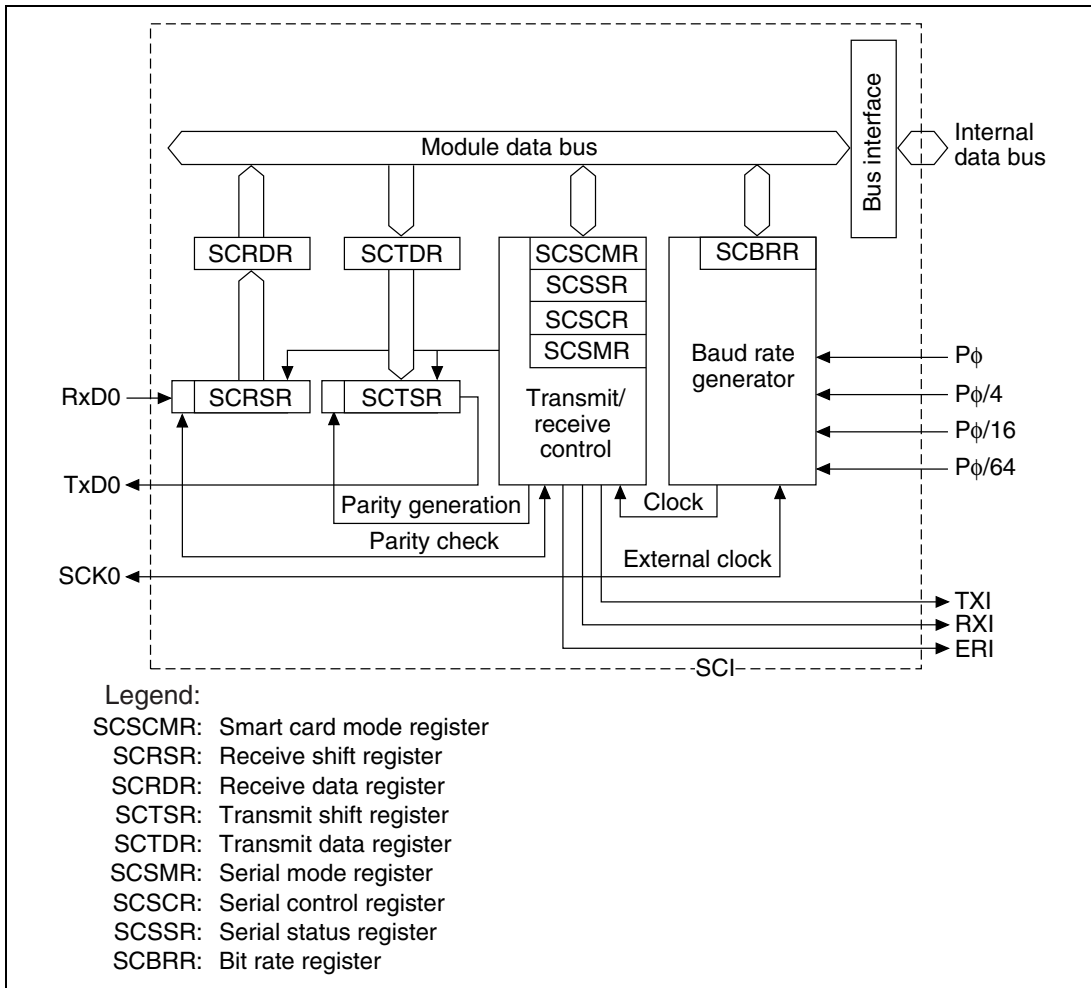 Bus interface
Internal
data bus
Module data bus
SCRDR
SCTDR
SCSCMR
SCSSR
SCSCR
SCSMR
Transmit/
receive
control
SCBRR
Baud rate
generator
Pϕ
Pϕ/4
Pϕ/16
Pϕ/64
RxD0
SCRSR
SCTSR
TxD0
Parity generation
Clock
Parity check
SCK0
External clock
TXI
RXI
ERI
SCI
Legend:
SCSCMR: Smart card mode register
SCRSR: Receive shift register
SCRDR: Receive data register
SCTSR: Transmit shift register
SCTDR: Transmit data register
SCSMR: Serial mode register
SCSCR: Serial control register
SCSSR: Serial status register
SCBRR: Bit rate register